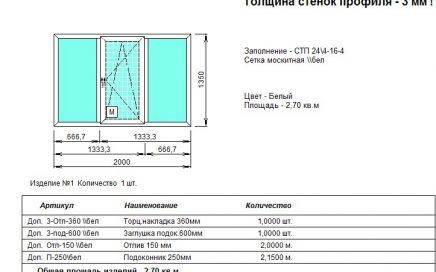 Толщина стенок профиля - 3 мм !
Заполнение - СТП 24\4-16-4
Сетка москитная \\бел
Цвет - Белый
Площадь - 2,70 кв.м
1350
М
666,7 1333,3
1333,3 666,7
2000
Изделие №1 Количество 1 шт.
Артикул Наименование Количество
Доп. 3-Отл-360 \\бел Торц.накладка 360мм 1,0000 шт.
Доп. 3-под-600 \\бел Заглушка подок.600мм 1,0000 шт.
Доп. Отл-150 \\бел Отлив 150 мм 2,0000 м.
Доп. П-250\бел Подоконник 250мм 2,1500 м.
Общая площадь изделий 2,70 кв.м